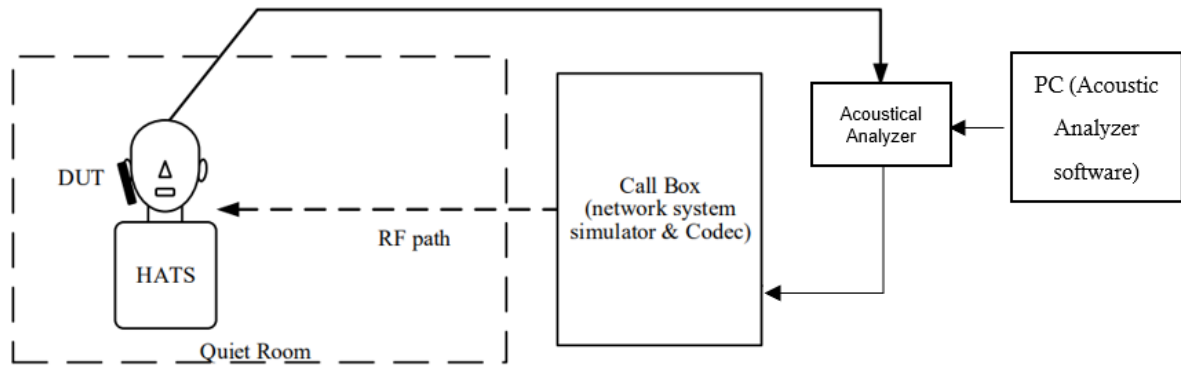 DUT
HATS
Quiet Room
RF path
Call Box
(network system
simulator & Codec)
Acoustical
Analyzer
PC (Acoustic
Analyzer
software)